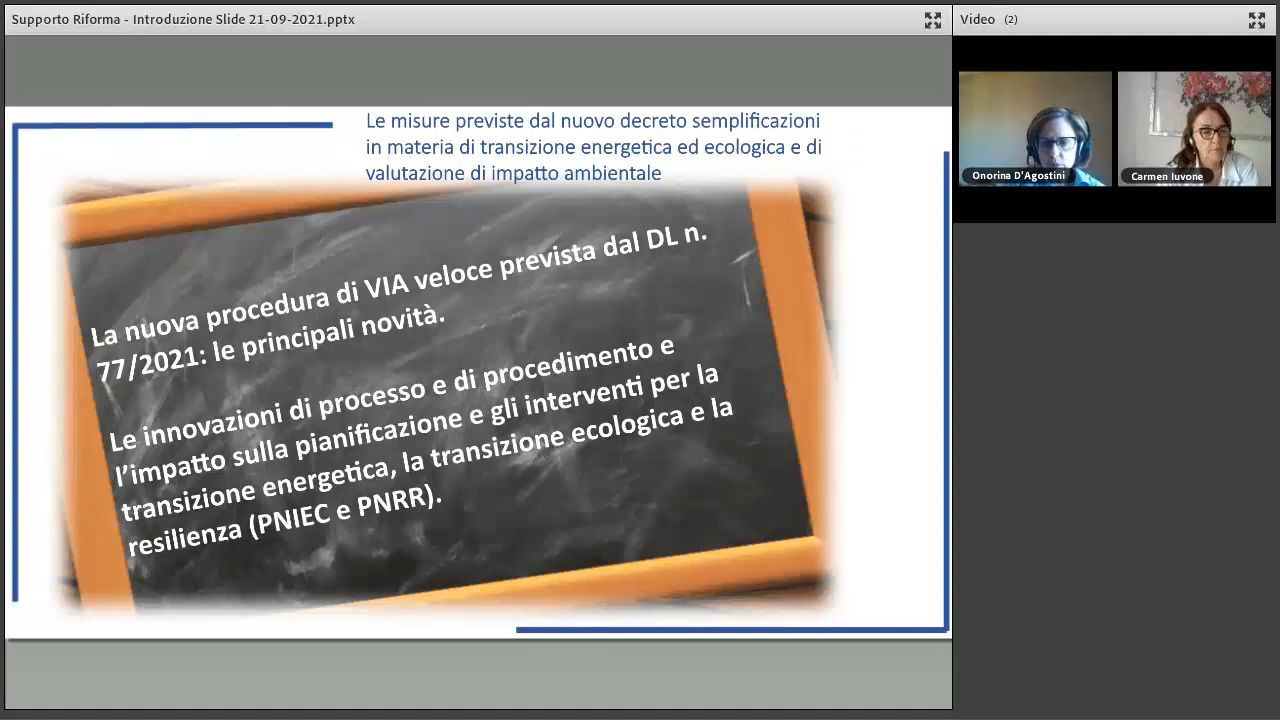 Supporto Riforma - Introduzione Slide 21-09-2021.pptx
Video (2)
Le misure previste dal nuovo decreto semplificazioni
in materia di transizione energetica ed ecologica e di
valutazione di impatto ambientale
La nuova procedura di VIA veloce prevista dal DL n.
77/2021: le principali novità.
Le innovazioni di processo e di procedimento e
l'impatto sulla pianificazione e gli interventi per la
transizione energetica, la transizione ecologica e la
resilienza (PNIEC e PNRR).
Onorina D'Agostini
Carmen Iuvone